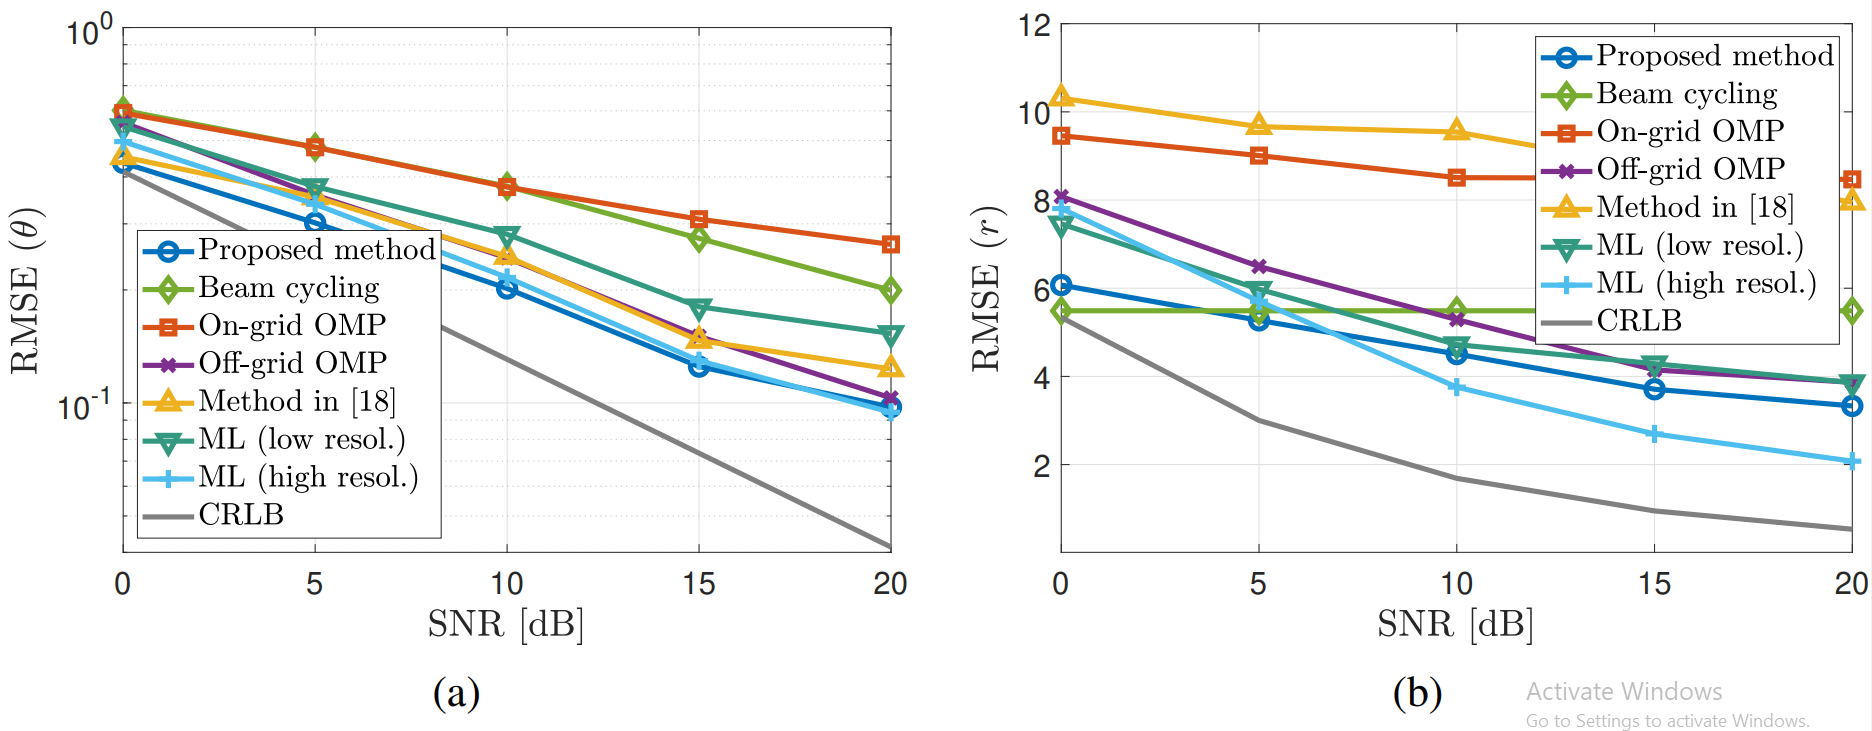 10^0
10^-1
RMSE (θ)
Proposed method
Beam cycling
On-grid OMP
Off-grid OMP
Method in [18]
ML (low resol.)
ML (high resol.)
CRLB
0 5 10 15 20
SNR [dB]
(a)
12
10
8
6
4
2
RMSE (r)
Proposed method
Beam cycling
On-grid OMP
Off-grid OMP
Method in [18]
ML (low resol.)
ML (high resol.)
CRLB
0 5 10 15 20
SNR [dB]
(b)
Activate Windows
Go to Settings to activate Windows.